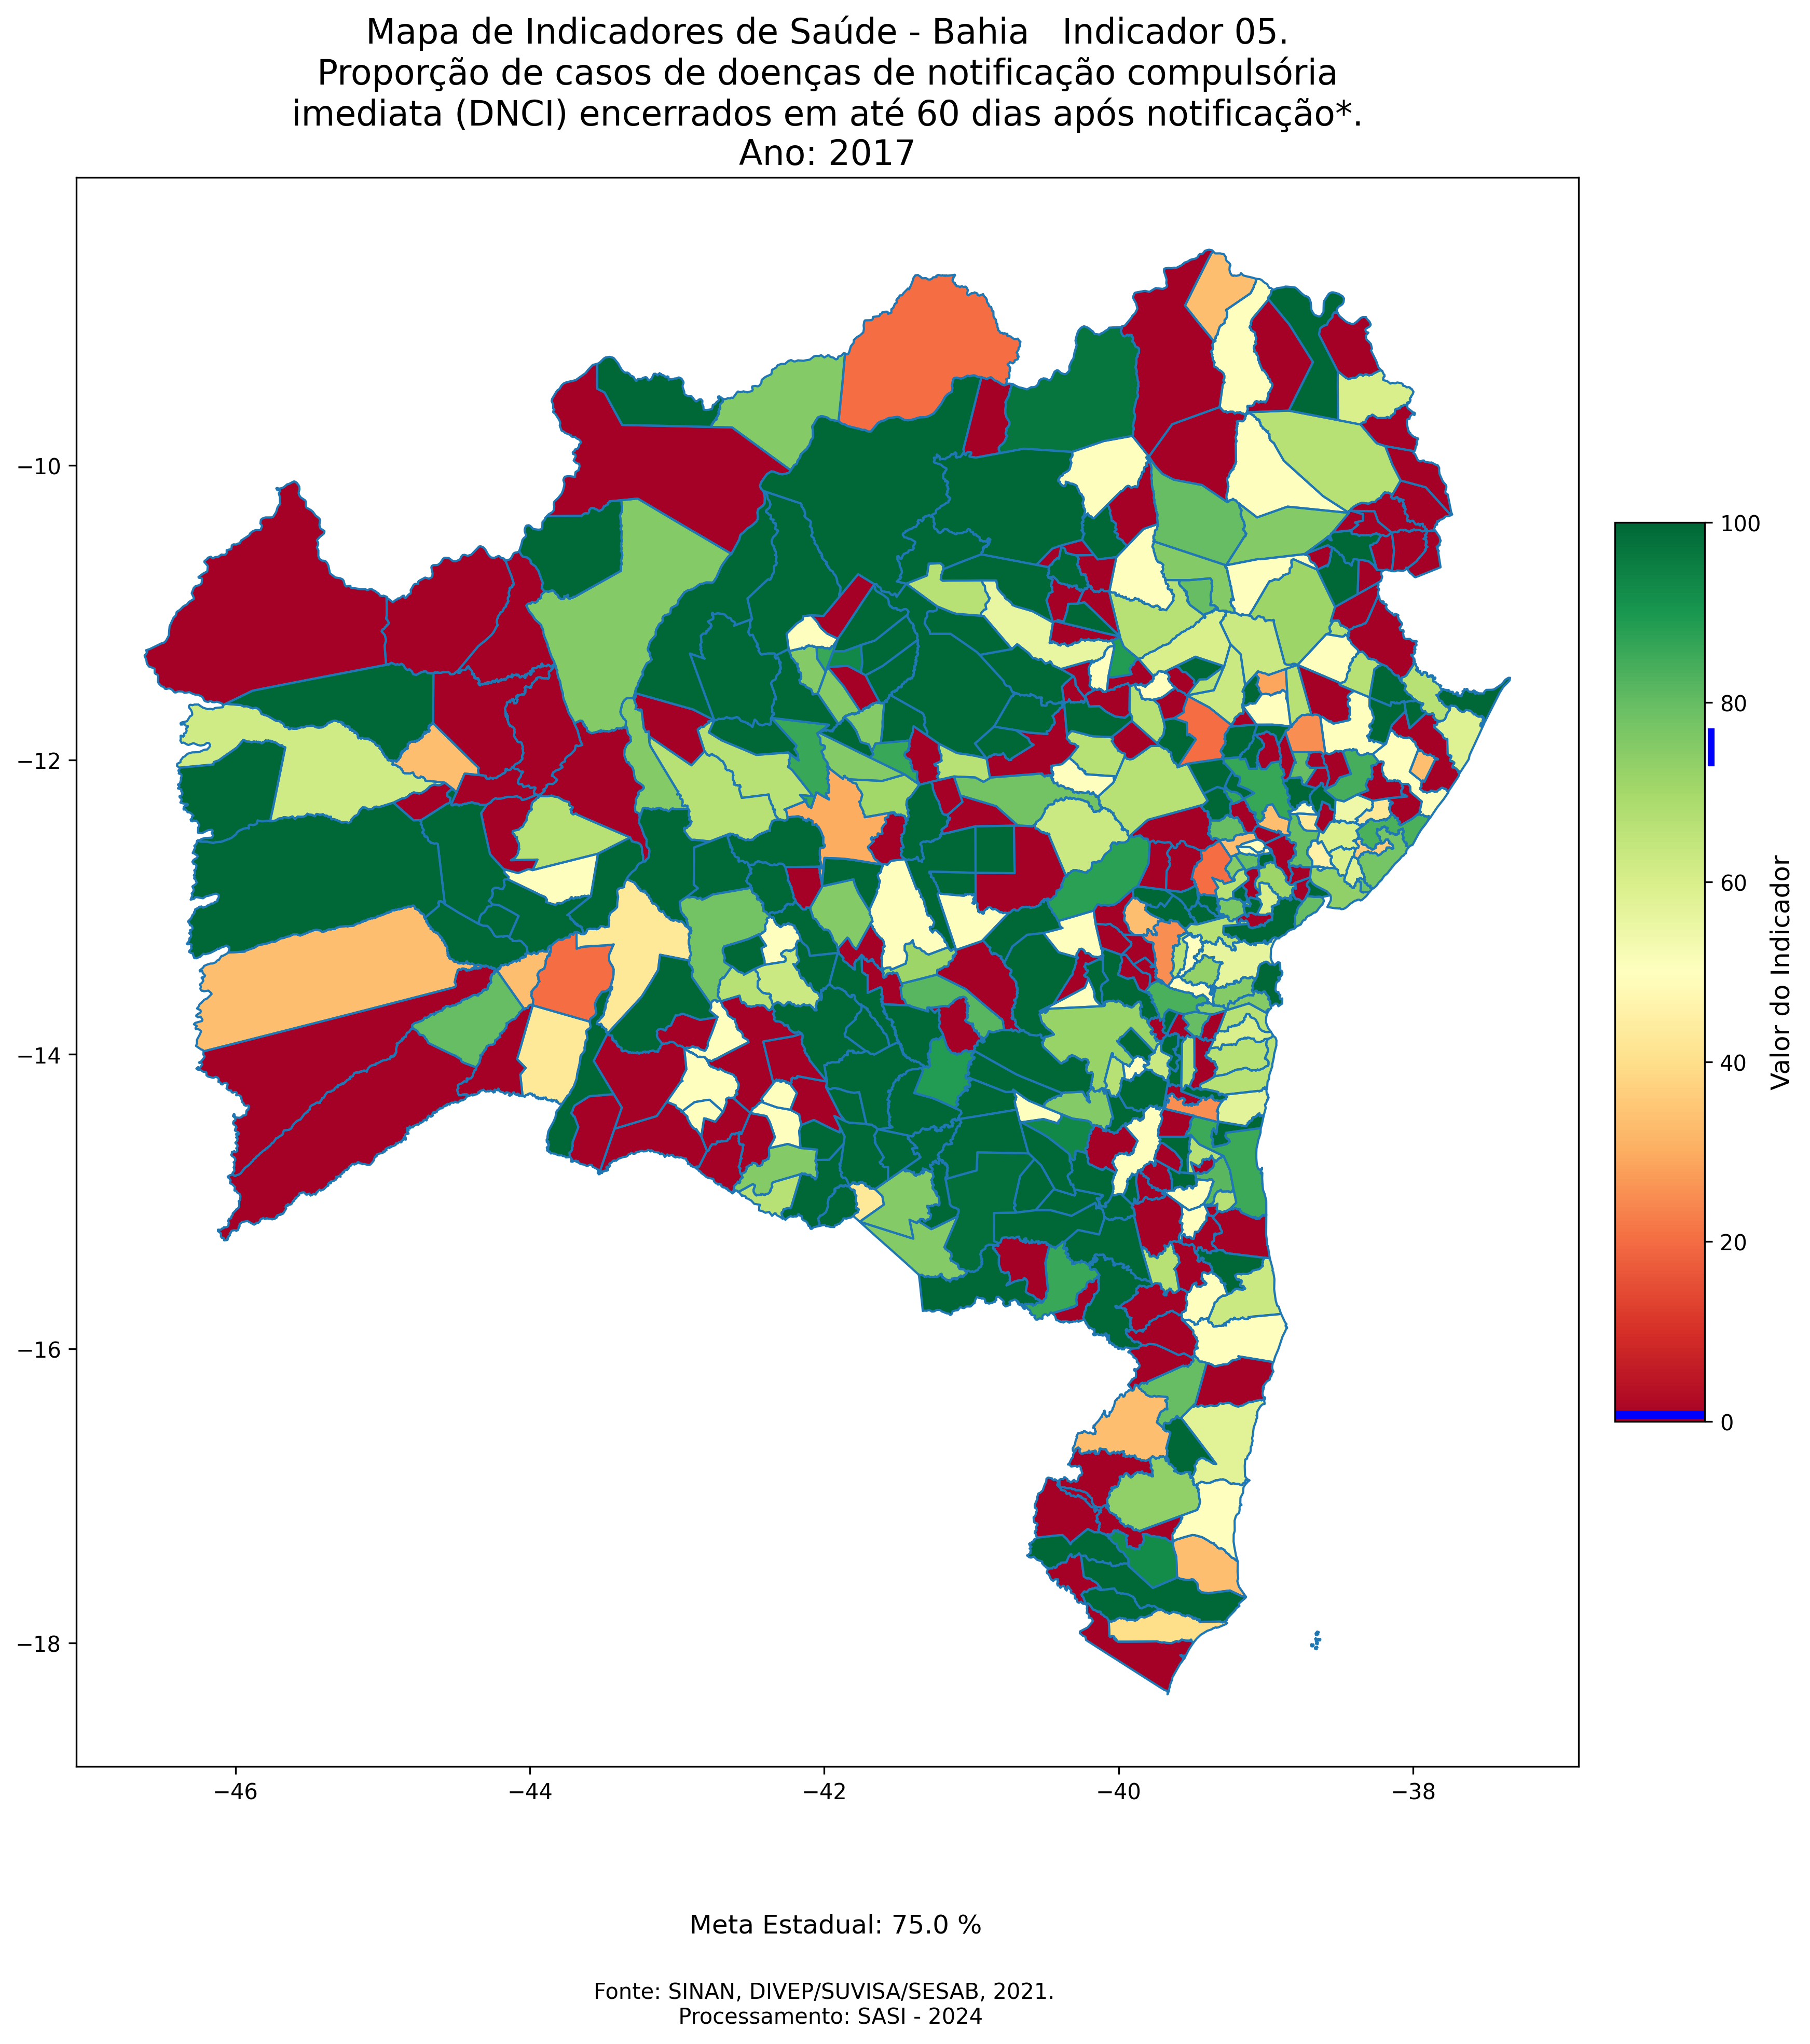 Mapa de Indicadores de Saúde - Bahia   Indicador 05.
Proporção de casos de doenças de notificação compulsória
imediata (DNCI) encerrados em até 60 dias após notificação*.
Ano: 2017
−10
−12
−14
−16
−18
−46
−44
−42
−40
−38
100
80
60
40
20
0
Valor do Indicador
Meta Estadual: 75.0 %
Fonte: SINAN, DIVEP/SUVISA/SESAB, 2021.
Processamento: SASI - 2024